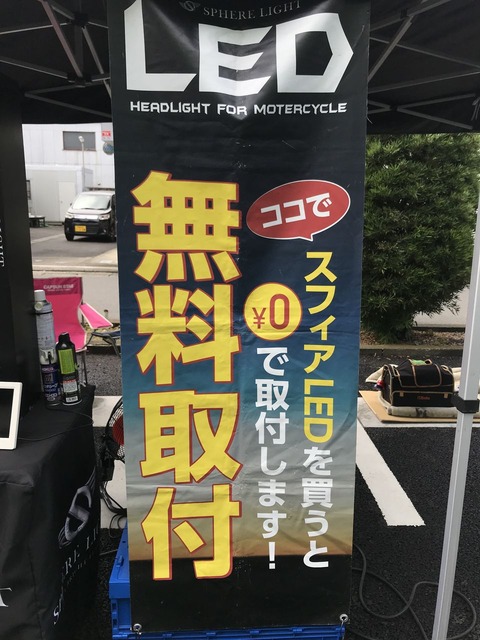 SPHERE LIGHT
LED
HEADLIGHT FOR MOTERCYCLE
ココで
スフィアLEDを買うと
¥0で取付します!
無料取付